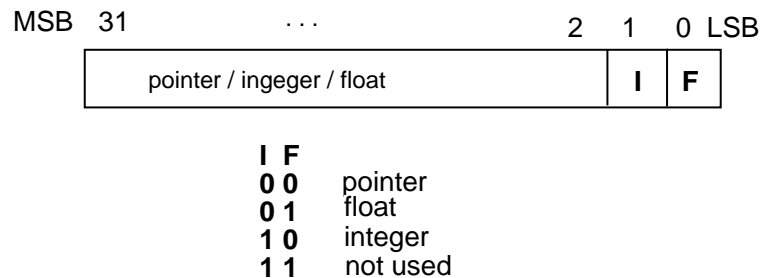 MSB 31 . . . 2 1 0 LSB
pointer / ingeger / float I F
I F
0 0 pointer
0 1 float
1 0 integer
1 1 not used